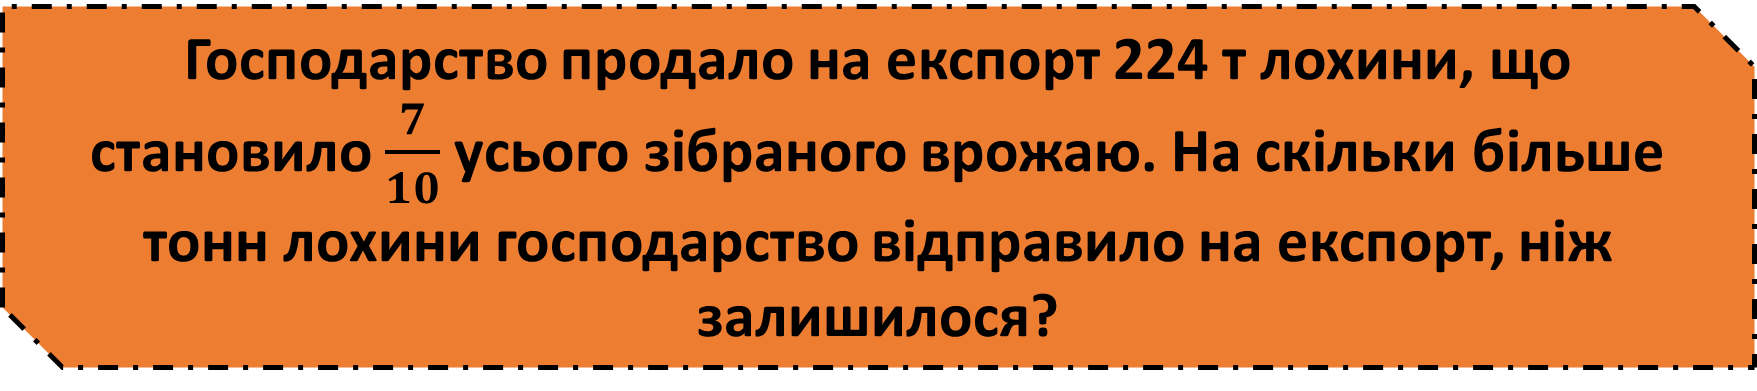 Господарство продало на експорт 224 т лохини, що
становило 7/10 усього зібраного врожаю. На скільки більше
тонн лохини господарство відправило на експорт, ніж
залишилося?